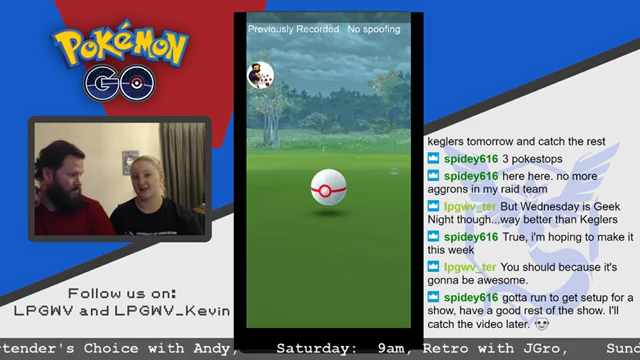 POKéMON
GO
Previously Recorded. No spoofing.
keglers tomorrow and catch the rest
spidey616 3 pokestops
spidey616 here here. no more
aggrons in my raid team
lpgwv_ter But Wednesday is Geek
Night though...way better than Keglers
spidey616 True, i'm hoping to make it
this week
lpgwv_ter You should because it's
gonna be awesome.
spidey616 gotta run to get setup for a
show, have a good rest of the show. I'll
catch the video later.
Follow us on:
LPGWV and LPGWV_Kevin
rtender's Choice with Andy, Saturday: 9am, Retro with JGro, Sund